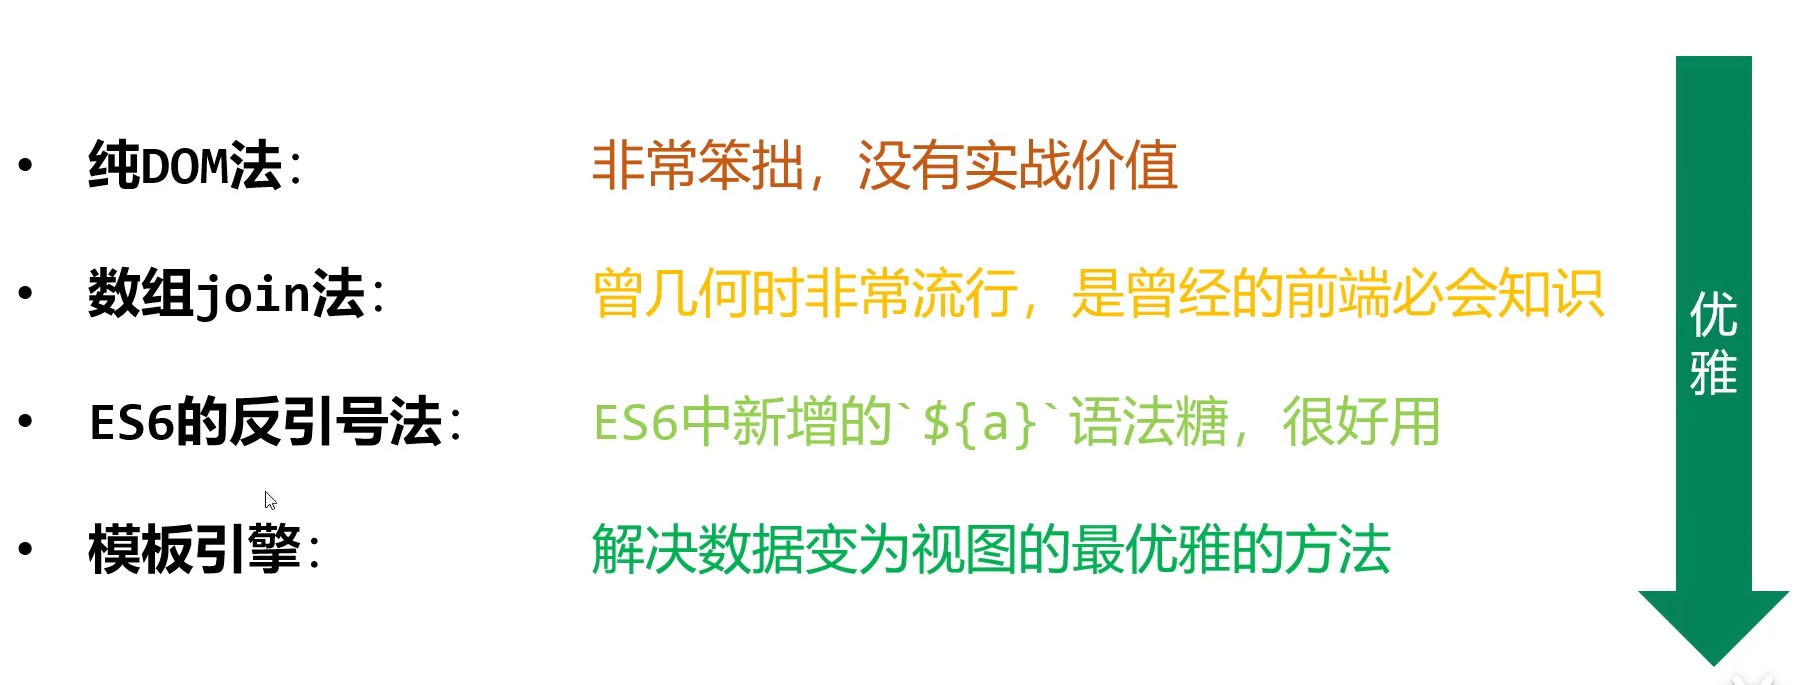 • 纯DOM法： 非常笨拙，没有实战价值
• 数组join法： 曾几何时非常流行，是曾经的前端必会知识
• ES6的反引号法： ES6中新增的`${a}`语法糖，很好用
• 模板引擎： 解决数据变为视图的最优雅的方法
优雅